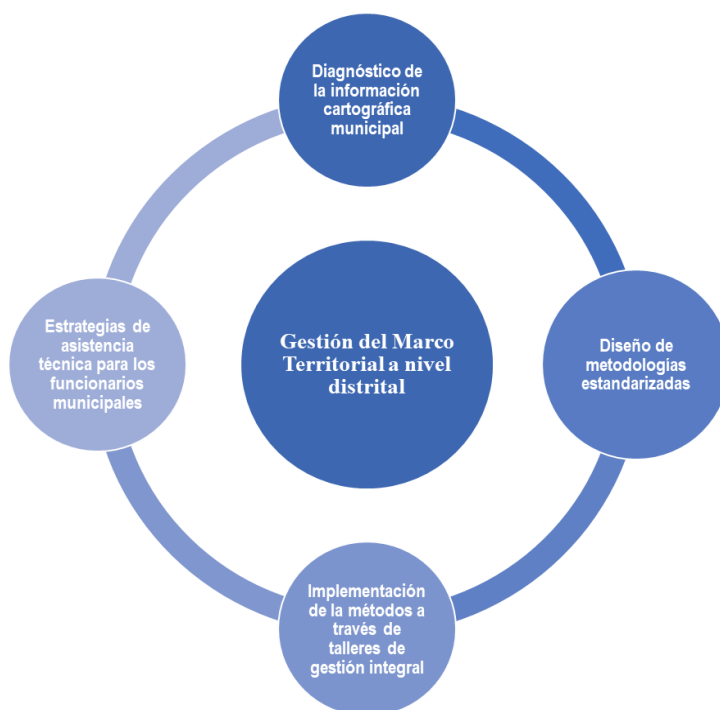 Diagnóstico de
la información
cartográfica
municipal
Estrategias de
asistencia
técnica para los
funcionarios
municipales
Gestión del Marco
Territorial a nivel
distrital
Diseño de
metodologías
estandarizadas
Implementación
de la métodos a
través de
talleres de
gestión integral